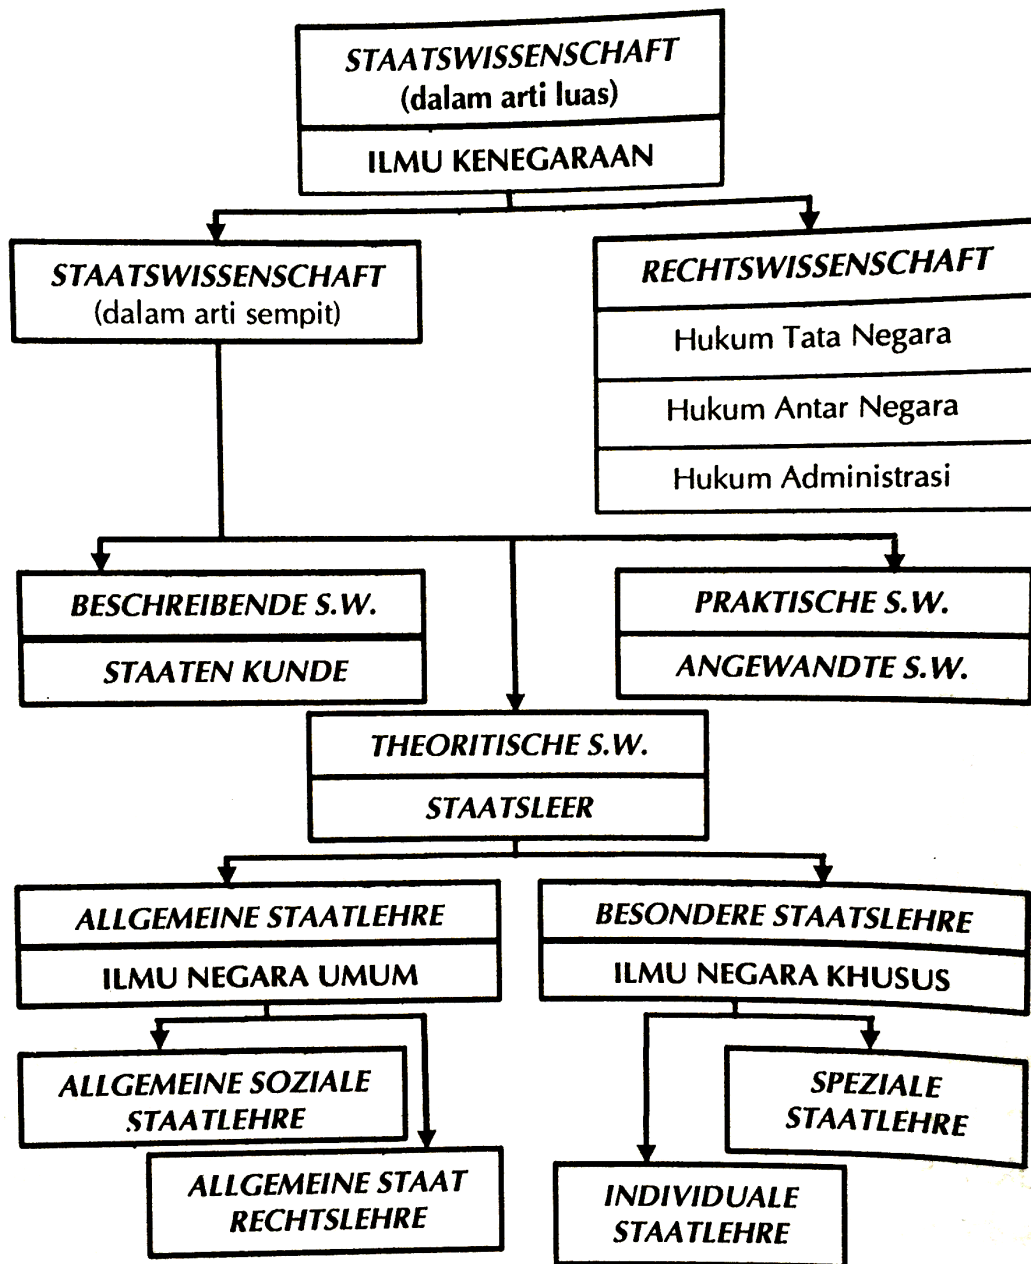 STAATSWISSENSCHAFT
(dalam arti luas)
ILMU KENEGARAAN
STAATSWISSENSCHAFT
(dalam arti sempit)
RECHTSWISSENSCHAFT
Hukum Tata Negara
Hukum Antar Negara
Hukum Administrasi
BESCHREIBENDE S.W.
STAATEN KUNDE
PRAKTISCHE S.W.
ANGEWANDTE S.W.
THEORITISCHE S.W.
STAATSLEER
ALLGEMEINE STAATLEHRE
ILMU NEGARA UMUM
BESONDERE STAATSLEHRE
ILMU NEGARA KHUSUS
ALLGEMEINE SOZIALE
STAATLEHRE
ALLGEMEINE STAAT
RECHTSLEHRE
SPEZIALE
STAATLEHRE
INDIVIDUALE
STAATLEHRE